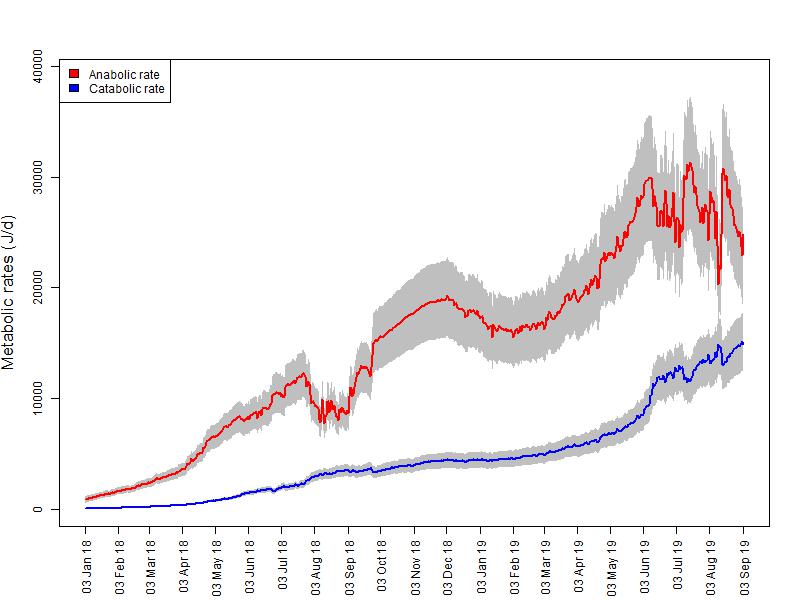 Anabolic rate
Catabolic rate
Metabolic rates (J/d)
40000
30000
20000
10000
0
03 Jan 18
03 Feb 18
03 Mar 18
03 Apr 18
03 May 18
03 Jun 18
03 Jul 18
03 Aug 18
03 Sep 18
03 Oct 18
03 Nov 18
03 Dec 18
03 Jan 19
03 Feb 19
03 Mar 19
03 Apr 19
03 May 19
03 Jun 19
03 Jul 19
03 Aug 19
03 Sep 19